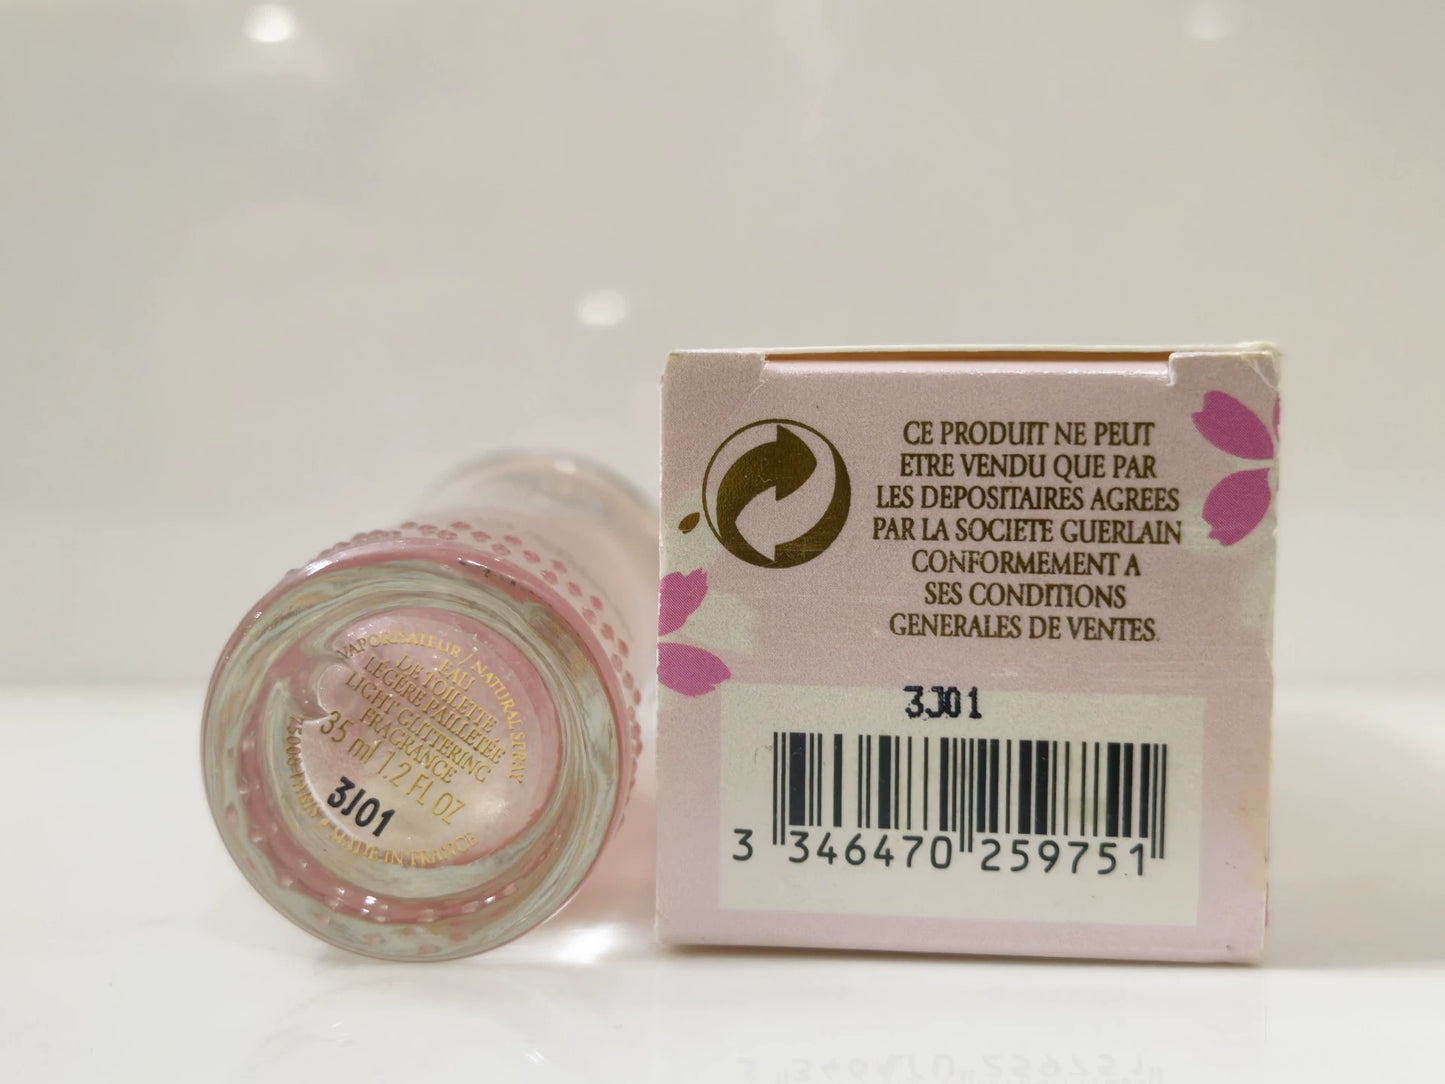 VAPORISATEUR / NATURAL SPRAY
EAU
DE TOILETTE
LÉGÈRE PAILLETÉE
LIGHT GLITTERING
FRAGRANCE
35 ml 1.2 FL OZ
3J01
75008 PARIS • MADE IN FRANCE
CE PRODUIT NE PEUT
ETRE VENDU QUE PAR
LES DEPOSITAIRES AGREES
PAR LA SOCIETE GUERLAIN
CONFORMEMENT A
SES CONDITIONS
GENERALES DE VENTES.
3J01
3 346470 259751